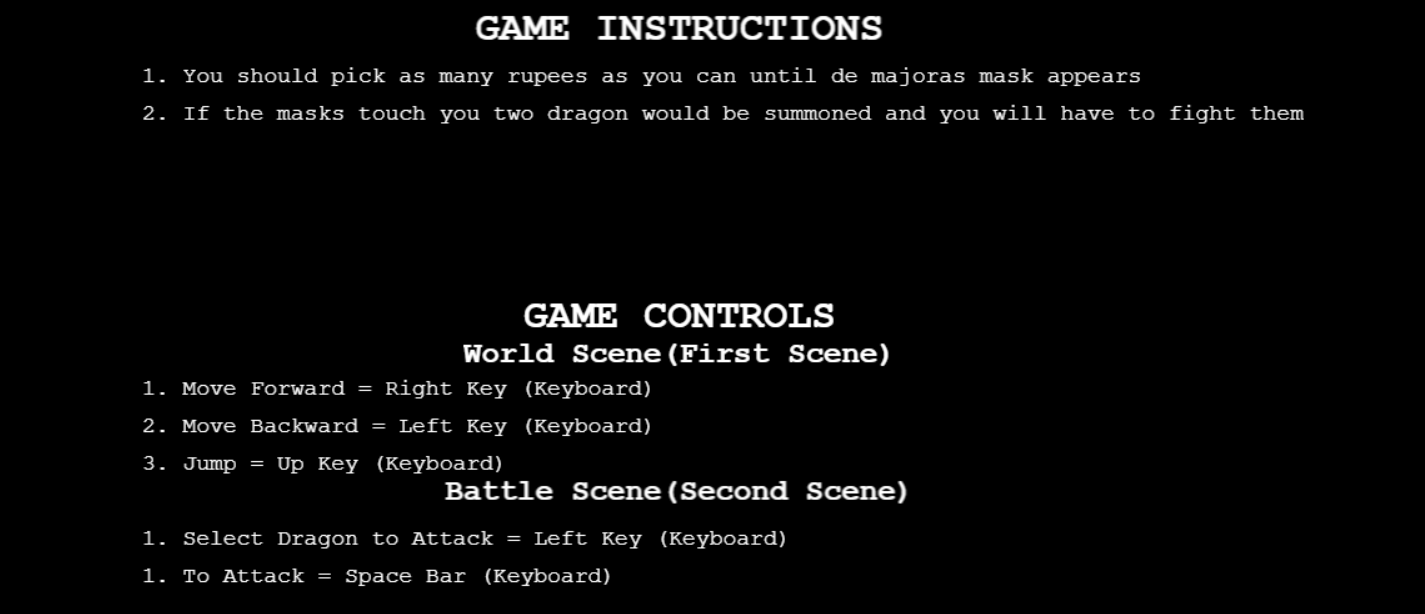 GAME INSTRUCTIONS
1. You should pick as many rupees as you can until de majoras mask appears
2. If the masks touch you two dragon would be summoned and you will have to fight them
GAME CONTROLS
World Scene(First Scene)
1. Move Forward = Right Key (Keyboard)
2. Move Backward = Left Key (Keyboard)
3. Jump = Up Key (Keyboard)
Battle Scene(Second Scene)
1. Select Dragon to Attack = Left Key (Keyboard)
1. To Attack = Space Bar (Keyboard)